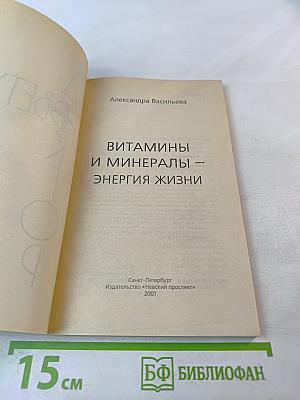 Александра Васильева
ВИТАМИНЫ
И МИНЕРАЛЫ –
ЭНЕРГИЯ ЖИЗНИ
Санкт-Петербург
Издательство «Невский проспект»
2001
15 см
БФ БИБЛИОФАН